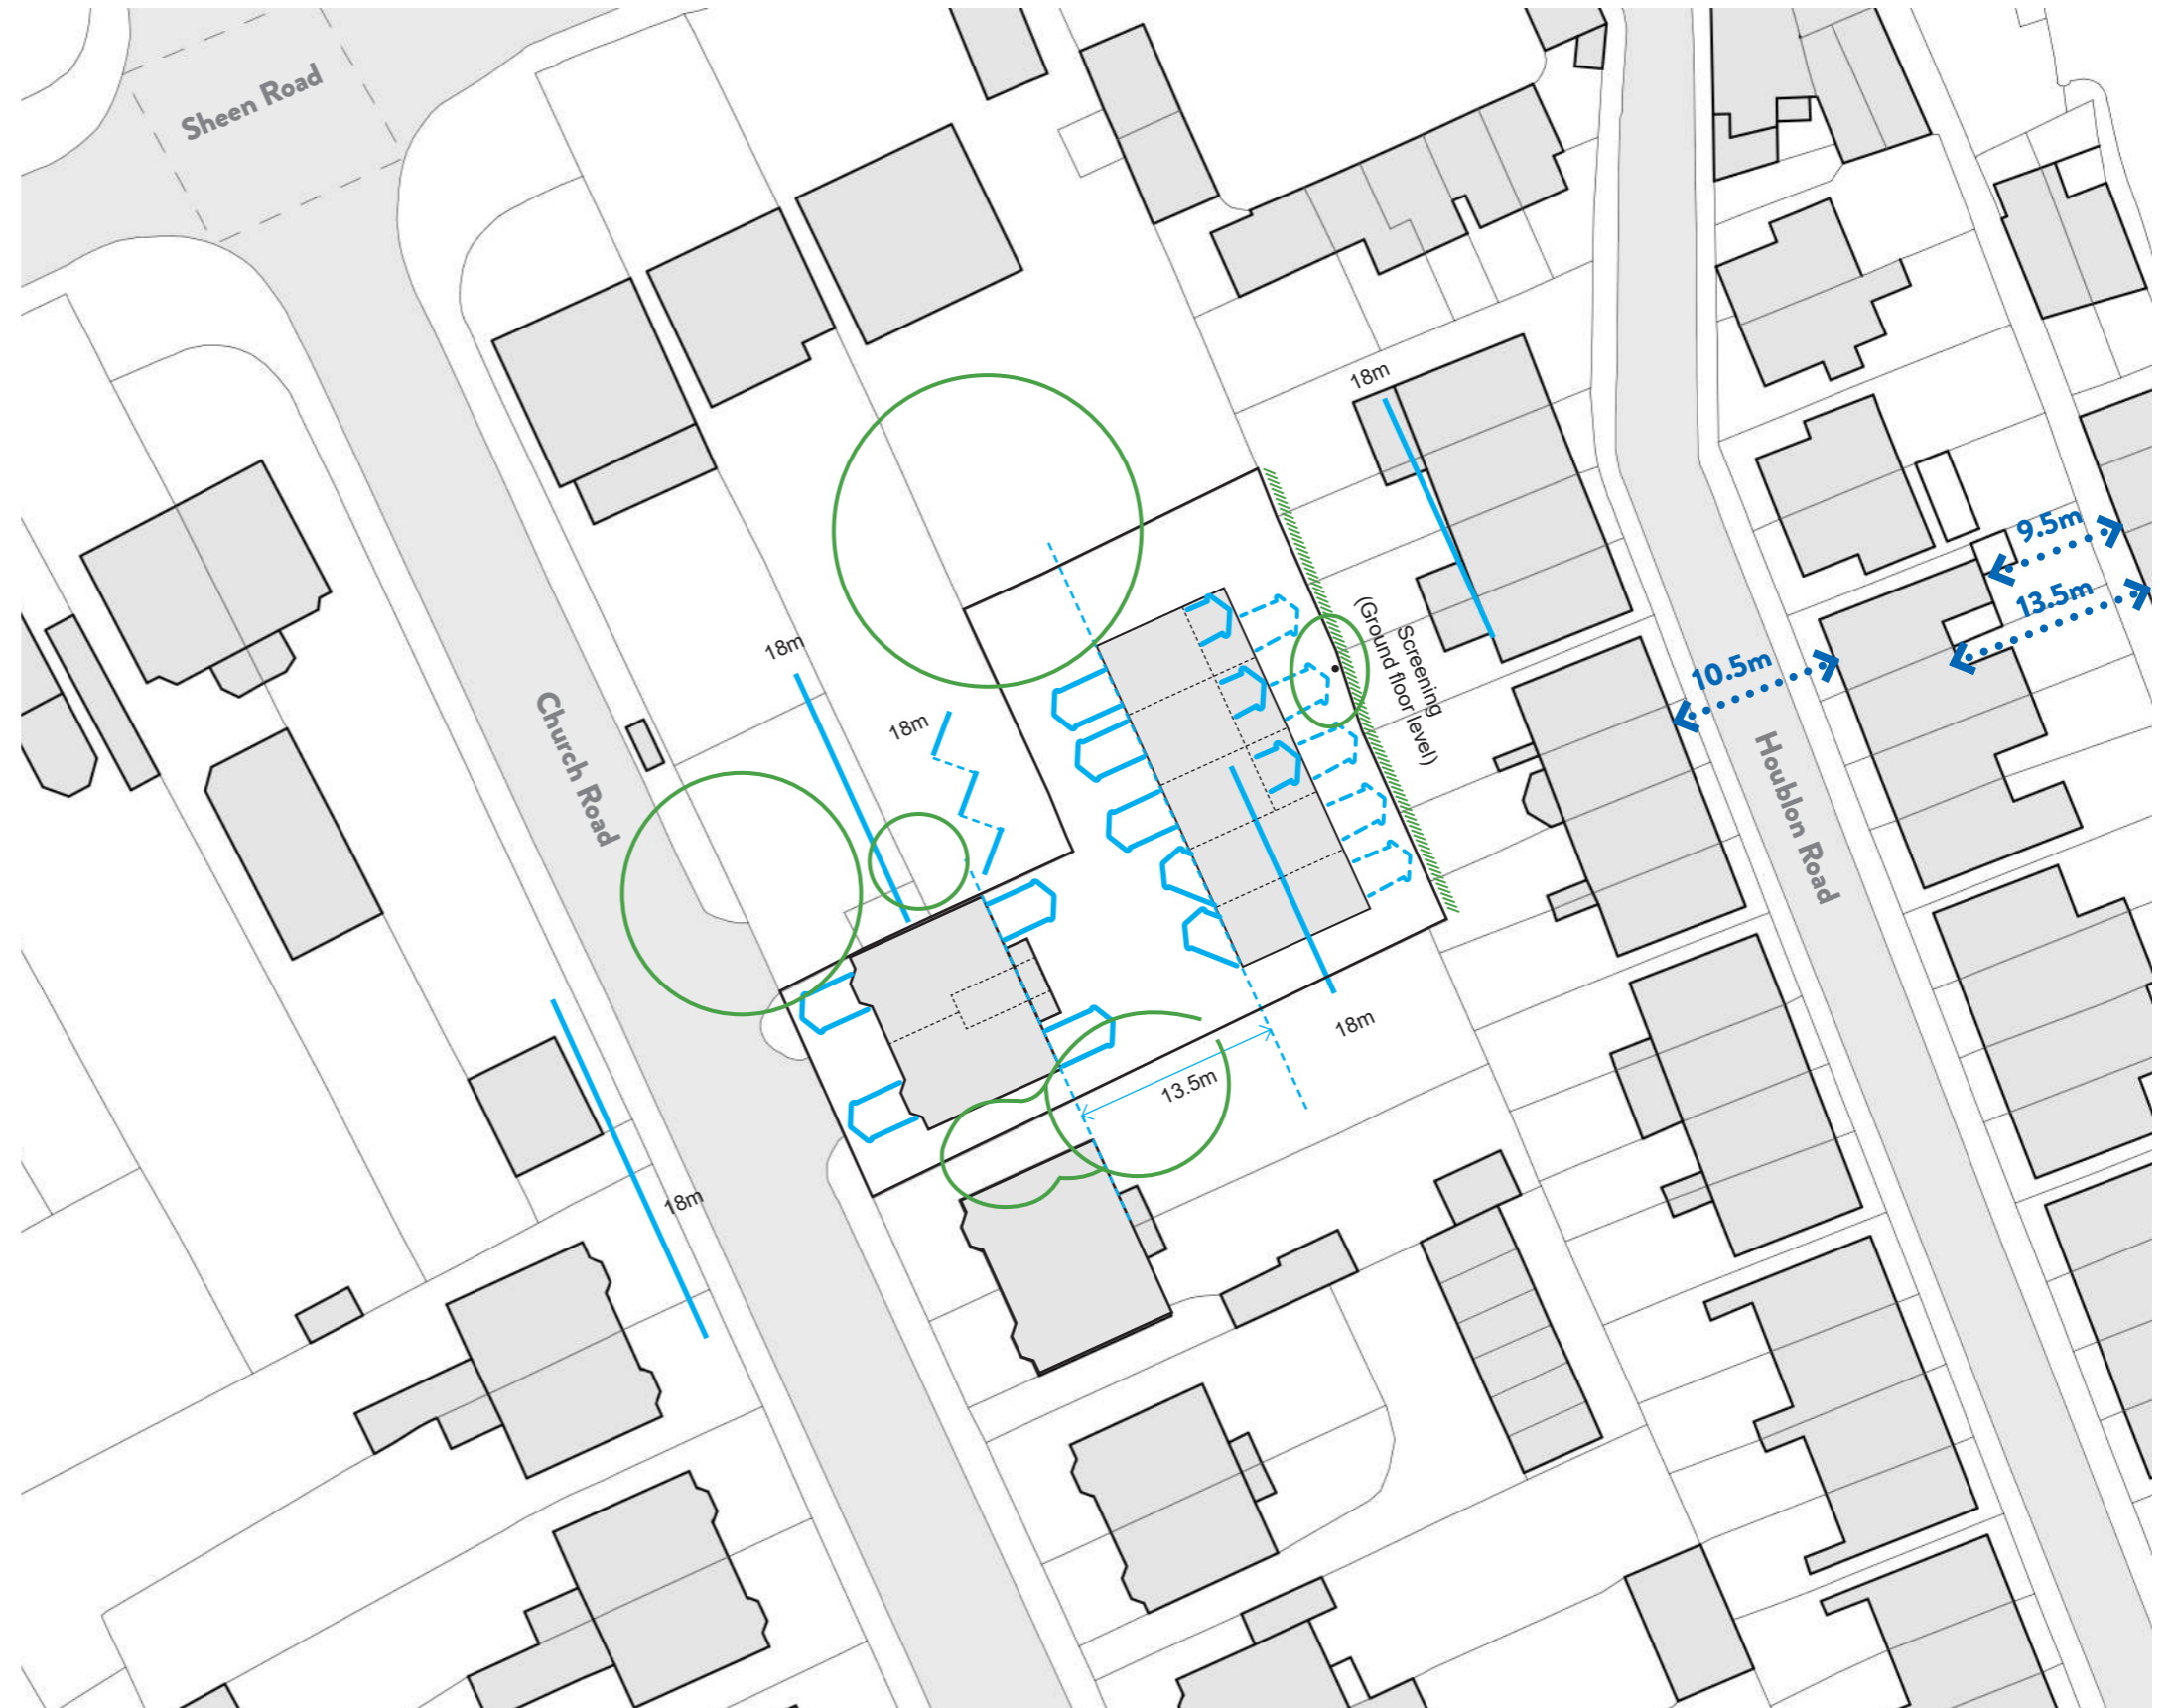 Sheen Road
18m
9.5m
13.5m
Screening
(Ground floor level)
10.5m
18m
18m
Church Road
Houblon Road
18m
13.5m
18m